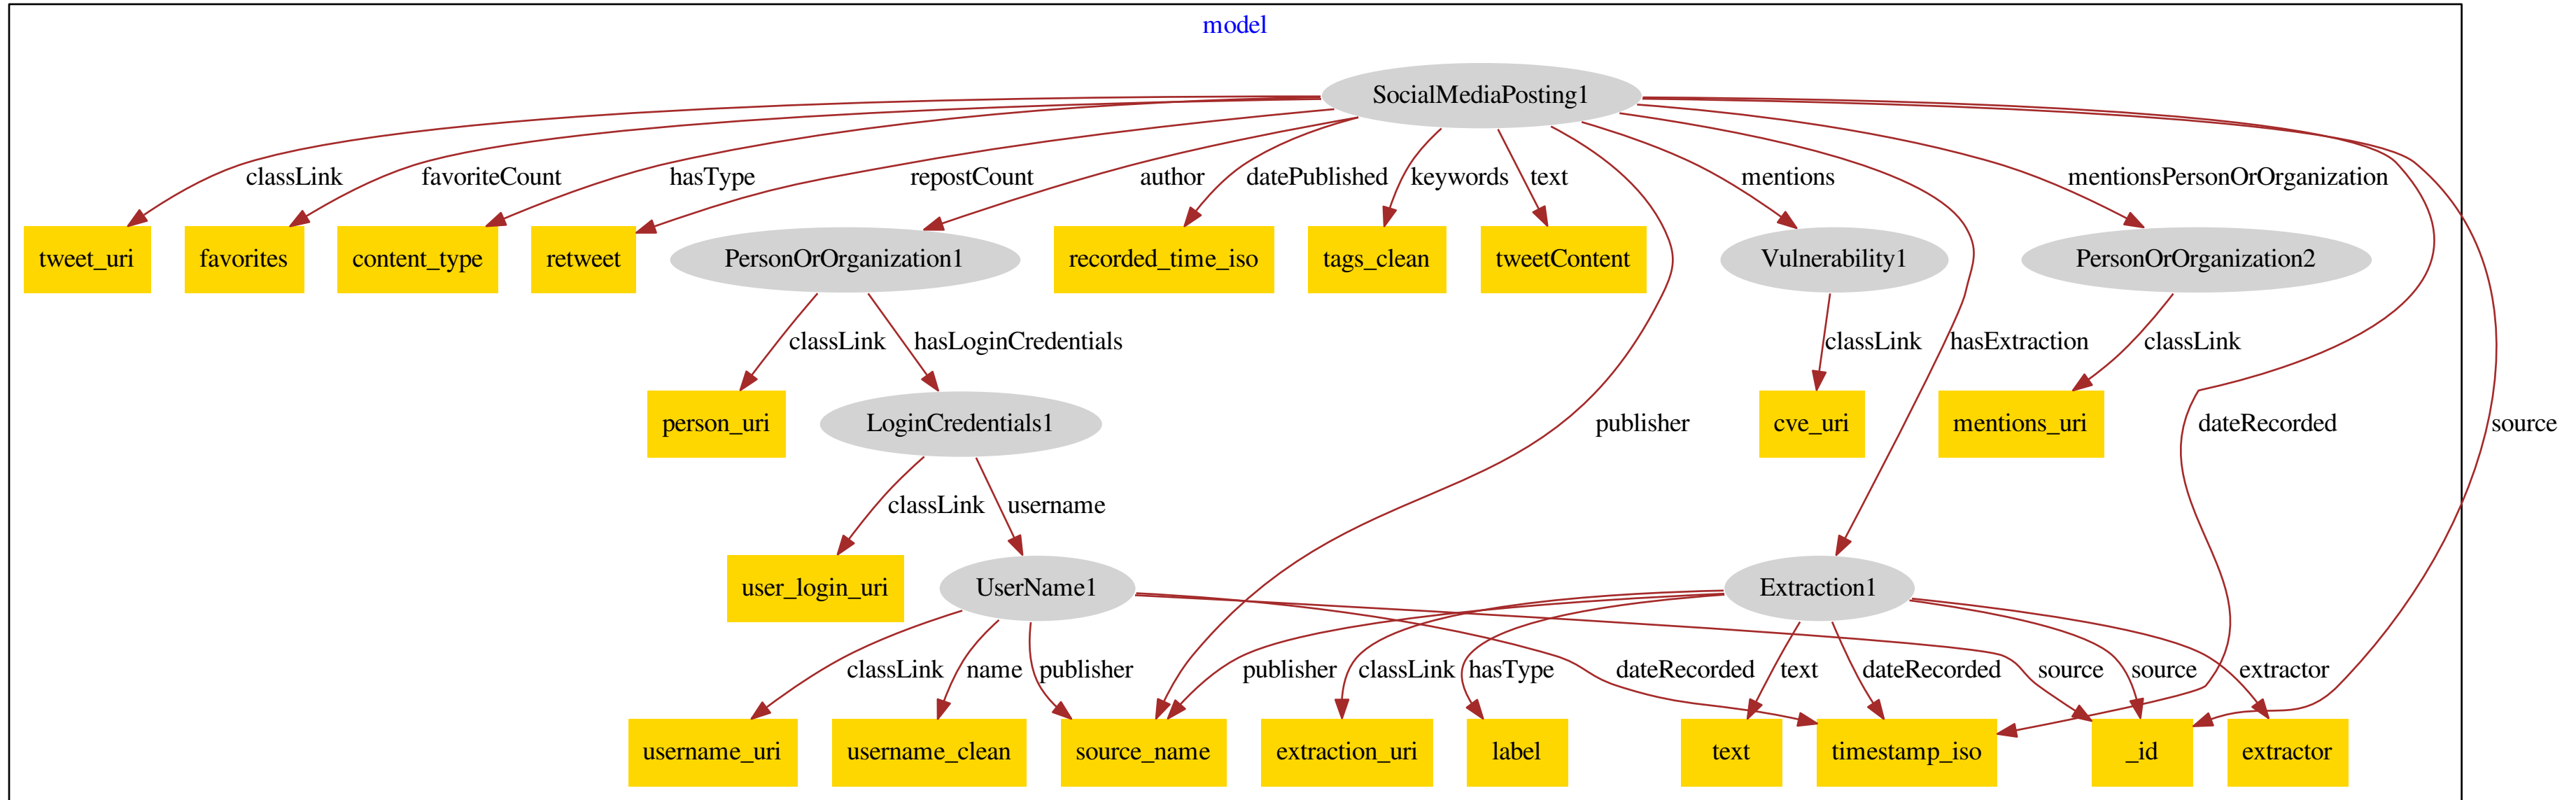 model
SocialMediaPosting1
classLink
favoriteCount
hasType
repostCount
author
datePublished
keywords
text
mentions
mentionsPersonOrOrganization
tweet_uri
favorites
content_type
retweet
PersonOrOrganization1
recorded_time_iso
tags_clean
tweetContent
Vulnerability1
PersonOrOrganization2
classLink
hasLoginCredentials
classLink
hasExtraction
classLink
person_uri
LoginCredentials1
publisher
cve_uri
mentions_uri
dateRecorded
source
classLink
username
user_login_uri
UserName1
Extraction1
classLink
name
publisher
publisher
classLink
hasType
dateRecorded
text
dateRecorded
source
source
extractor
username_uri
username_clean
source_name
extraction_uri
label
text
timestamp_iso
_id
extractor